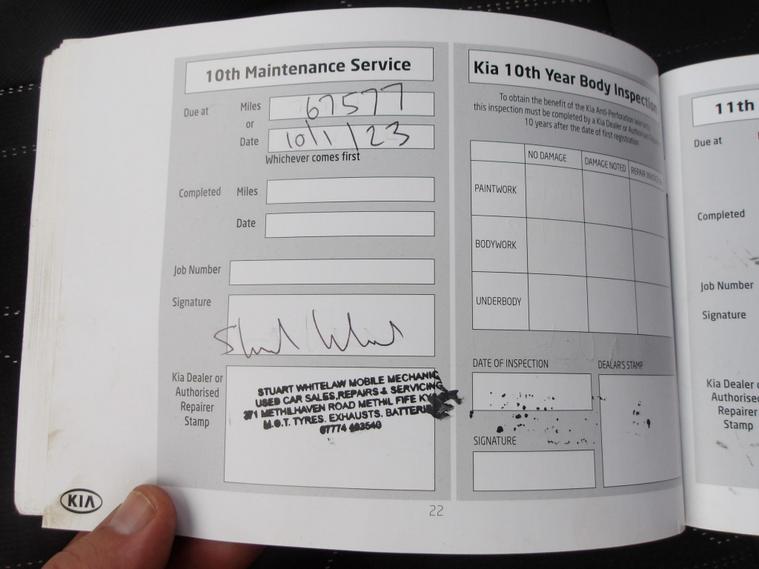 10th Maintenance Service
Due at
Miles
67577
or
Date
10/1/23
Whichever comes first
Completed
Miles
Date
Job Number
Signature
Kia Dealer or
Authorised
Repairer
Stamp
STUART WHITELAW MOBILE MECHANIC
USED CAR SALES, REPAIRS & SERVICING
METHILHAVEN ROAD METHIL FIFE
M.O.T. TYRES. EXHAUSTS.
07774
Kia 10th Year Body Inspection
To obtain the benefit of the Kia Anti-Perforation
this inspection must be completed by a Kia Dealer or
10 years after the date of first registration
NO DAMAGE
DAMAGE NOTED
REPAIR
PAINTWORK
BODYWORK
UNDERBODY
DATE OF INSPECTION
DEALAR'S STAMP
SIGNATURE
KIA
22
11th
Due at
Completed
Job Number
Signature
Kia Dealer
Authorised
Repairer
Stamp